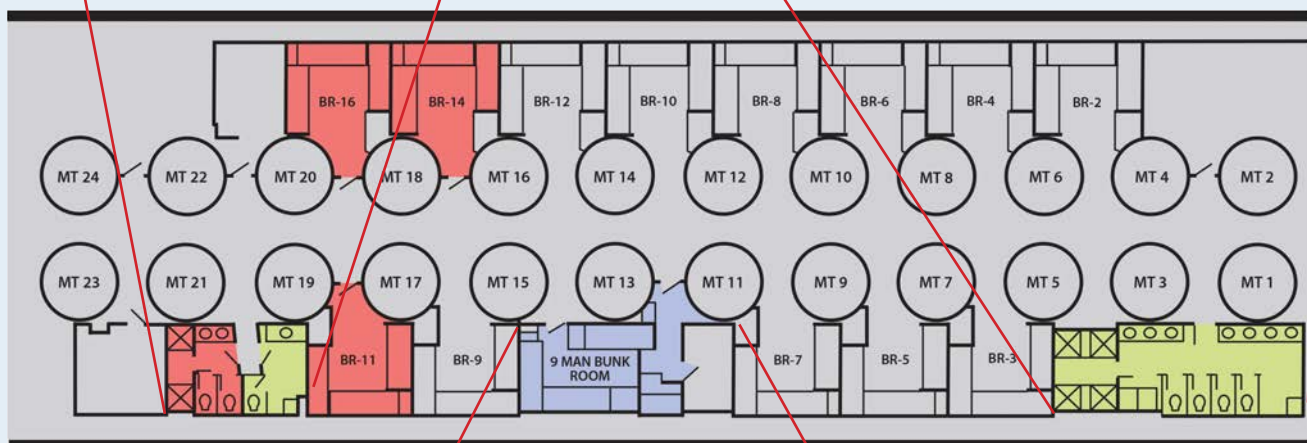 BR-16 BR-14 BR-12 BR-10 BR-8 BR-6 BR-4 BR-2
MT 24 MT 22 MT 20 MT 18 MT 16 MT 14 MT 12 MT 10 MT 8 MT 6 MT 4 MT 2
MT 23 MT 21 MT 19 MT 17 MT 15 MT 13 MT 11 MT 9 MT 7 MT 5 MT 3 MT 1
BR-11 BR-9 9 MAN BUNK BR-7 BR-5 BR-3
ROOM